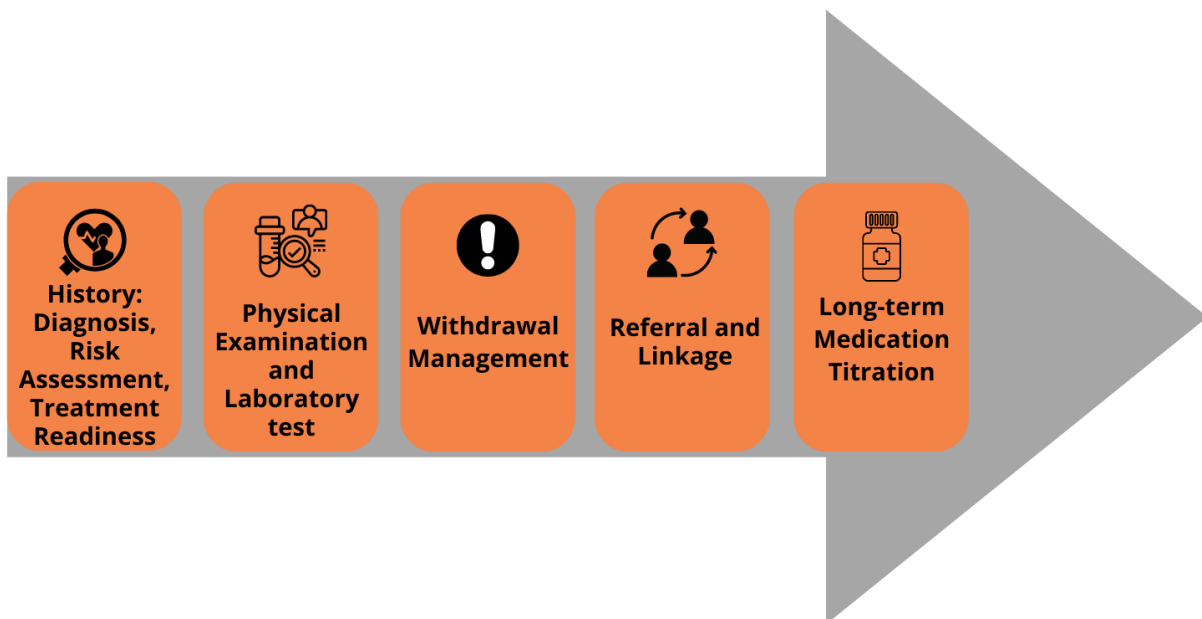 History:
Diagnosis,
Risk
Assessment,
Treatment
Readiness
Physical
Examination
and
Laboratory
test
Withdrawal
Management
Referral and
Linkage
Long-term
Medication
Titration